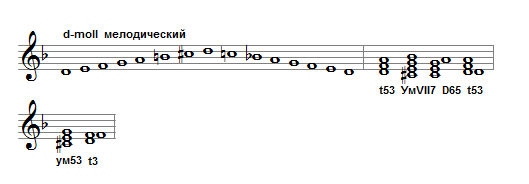 d-moll мелодический
t53 УмVII7 D65 t53
ум53 t3